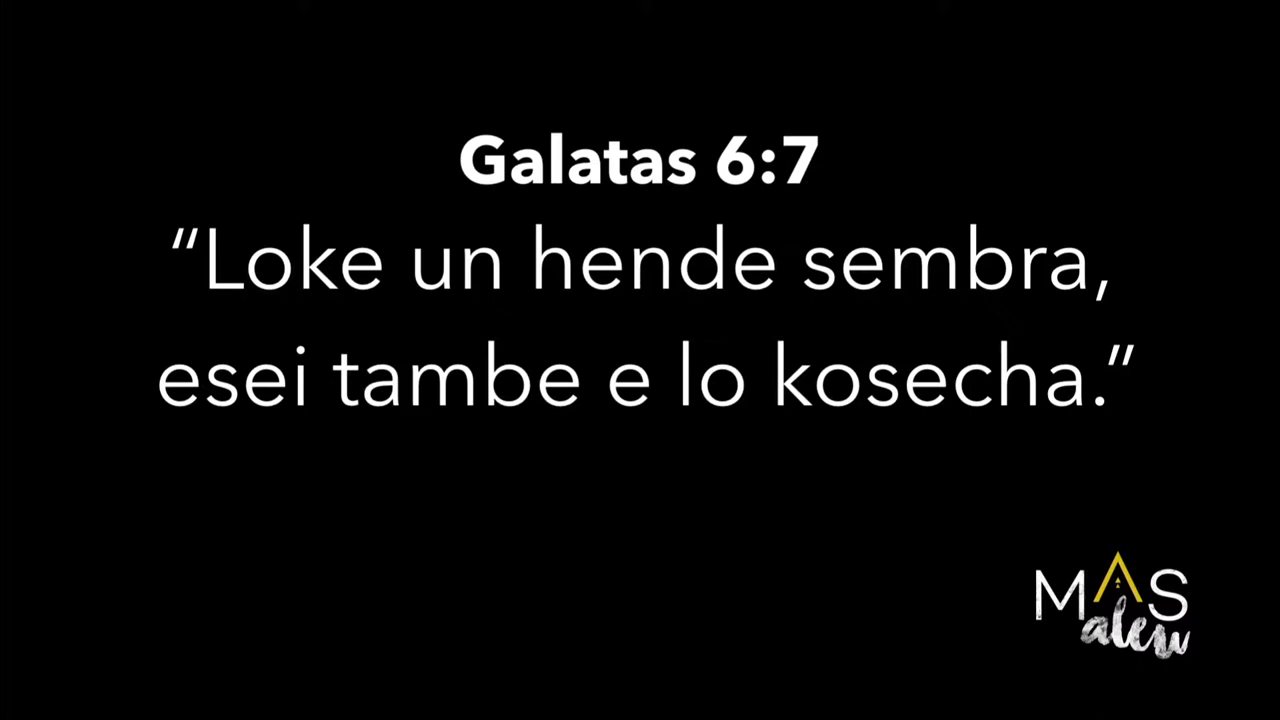 Galatas 6:7
“Loke un hende sembra,
esei tambe e lo kosecha.”
MAS
alew